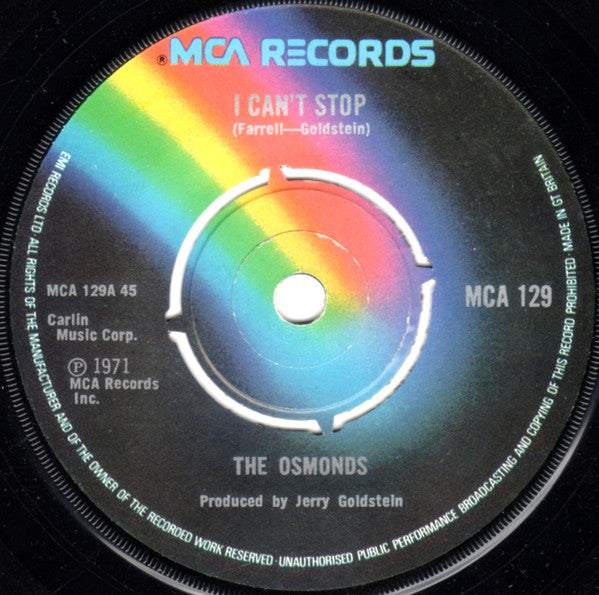 ® MCA RECORDS
I CAN'T STOP
(Farrell—Goldstein)
MCA 129A 45
MCA 129
Carlin
Music Corp.
℗ 1971
MCA Records
Inc.
THE OSMONDS
Produced by Jerry Goldstein
EMI RECORDS LTD ALL RIGHTS OF THE MANUFACTURER AND OF THE OWNER OF THE RECORDED WORK RESERVED · UNAUTHORISED PUBLIC PERFORMANCE BROADCASTING AND COPYING OF THIS RECORD PROHIBITED · MADE IN GT BRITAIN